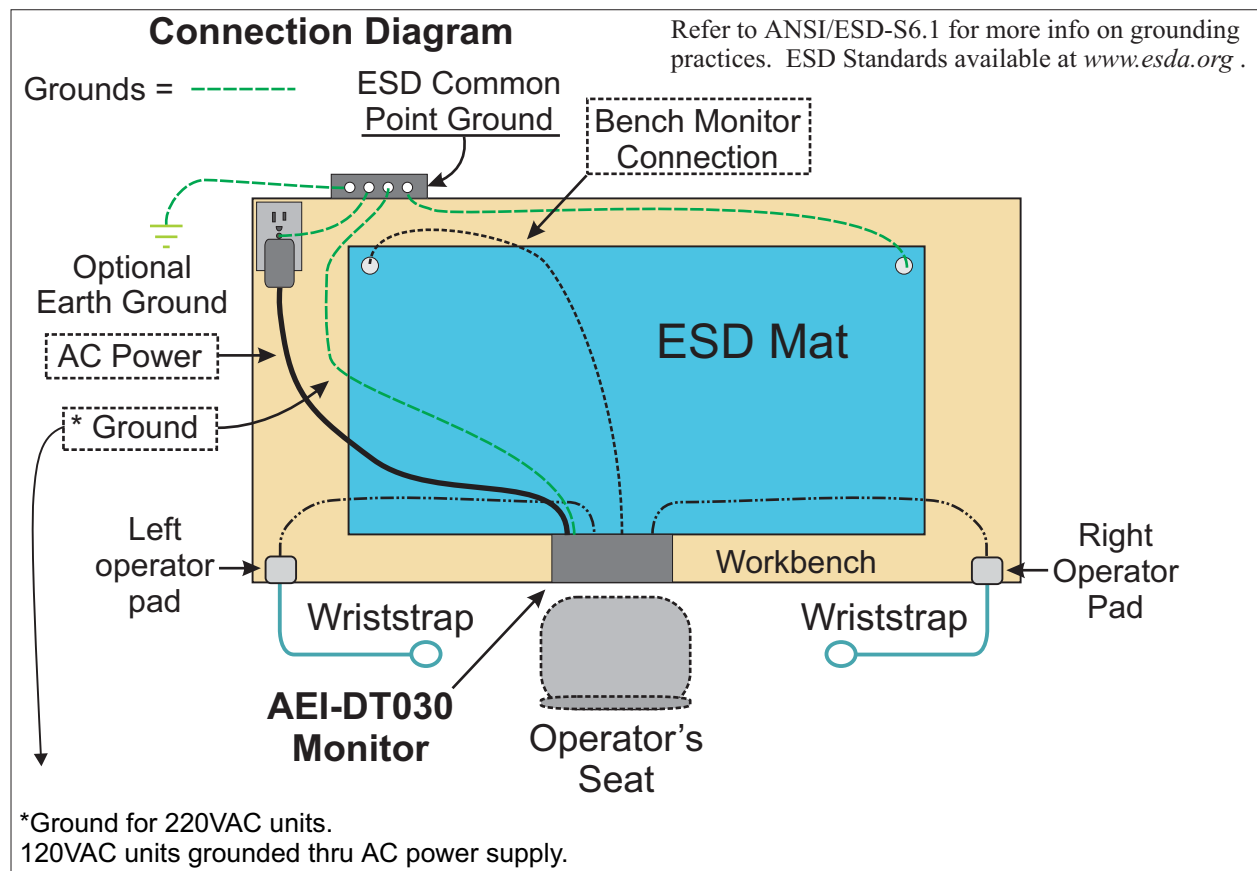 Connection Diagram
Refer to ANSI/ESD-S6.1 for more info on grounding
practices.  ESD Standards available at www.esda.org .
Grounds =
ESD Common
Point Ground
Bench Monitor
Connection
Optional
Earth Ground
AC Power
* Ground
ESD Mat
Left
operator
pad
Workbench
Right
Operator
Pad
Wriststrap
Wriststrap
AEI-DT030
Monitor
Operator’s
Seat
*Ground for 220VAC units.
120VAC units grounded thru AC power supply.